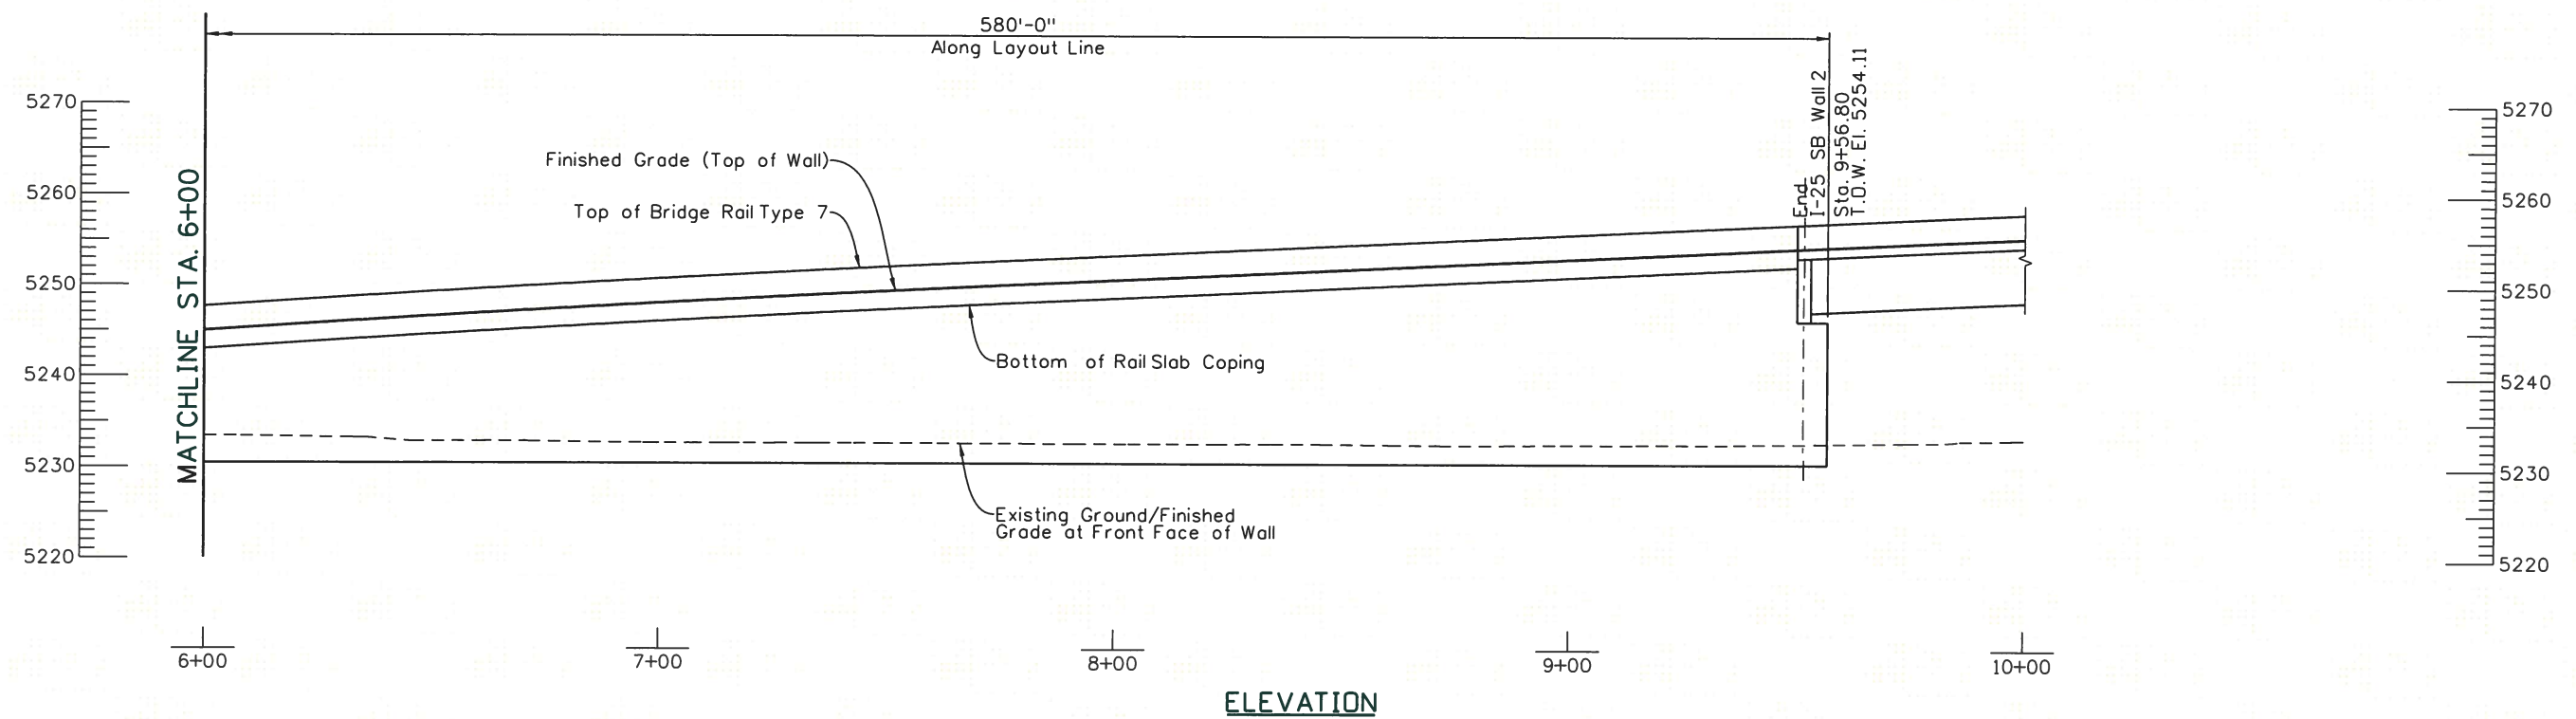 580'-0"
Along Layout Line
5270
5260
5250
5240
5230
5220
MATCHLINE STA. 6+00
Finished Grade (Top of Wall)
Top of Bridge Rail Type 7
Bottom of Rail Slab Coping
Existing Ground/Finished
Grade at Front Face of Wall
End
I-25 SB Wall 2
Sta. 9+56.80
T.O.W. El. 5254.11
5270
5260
5250
5240
5230
5220
6+00
7+00
8+00
9+00
10+00
ELEVATION